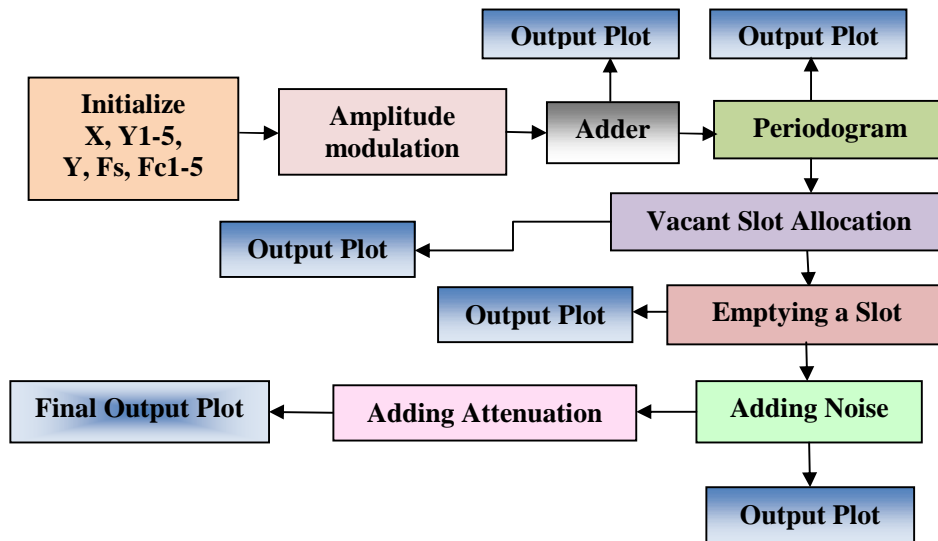 Output Plot
Output Plot
Initialize
X, Y1-5,
Y, Fs, Fc1-5
Amplitude
modulation
Adder
Periodogram
Vacant Slot Allocation
Output Plot
Output Plot
Emptying a Slot
Final Output Plot
Adding Attenuation
Adding Noise
Output Plot